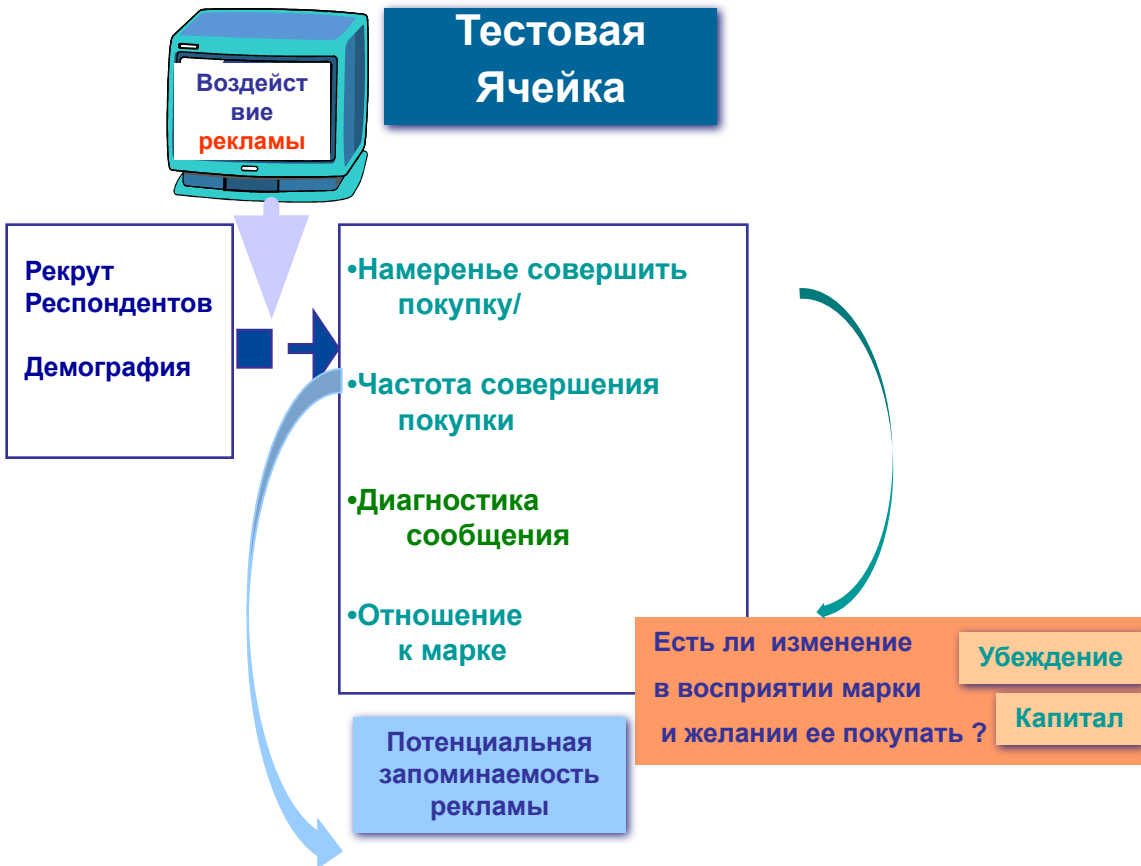 Тестовая
Ячейка
Воздейст
вие
рекламы
Рекрут
Респондентов
Демография
•Намеренье совершить
покупку/
•Частота совершения
покупки
•Диагностика
сообщения
•Отношение
к марке
Есть ли изменение
в восприятии марки
и желании ее покупать ?
Убеждение
Капитал
Потенциальная
запоминаемость
рекламы